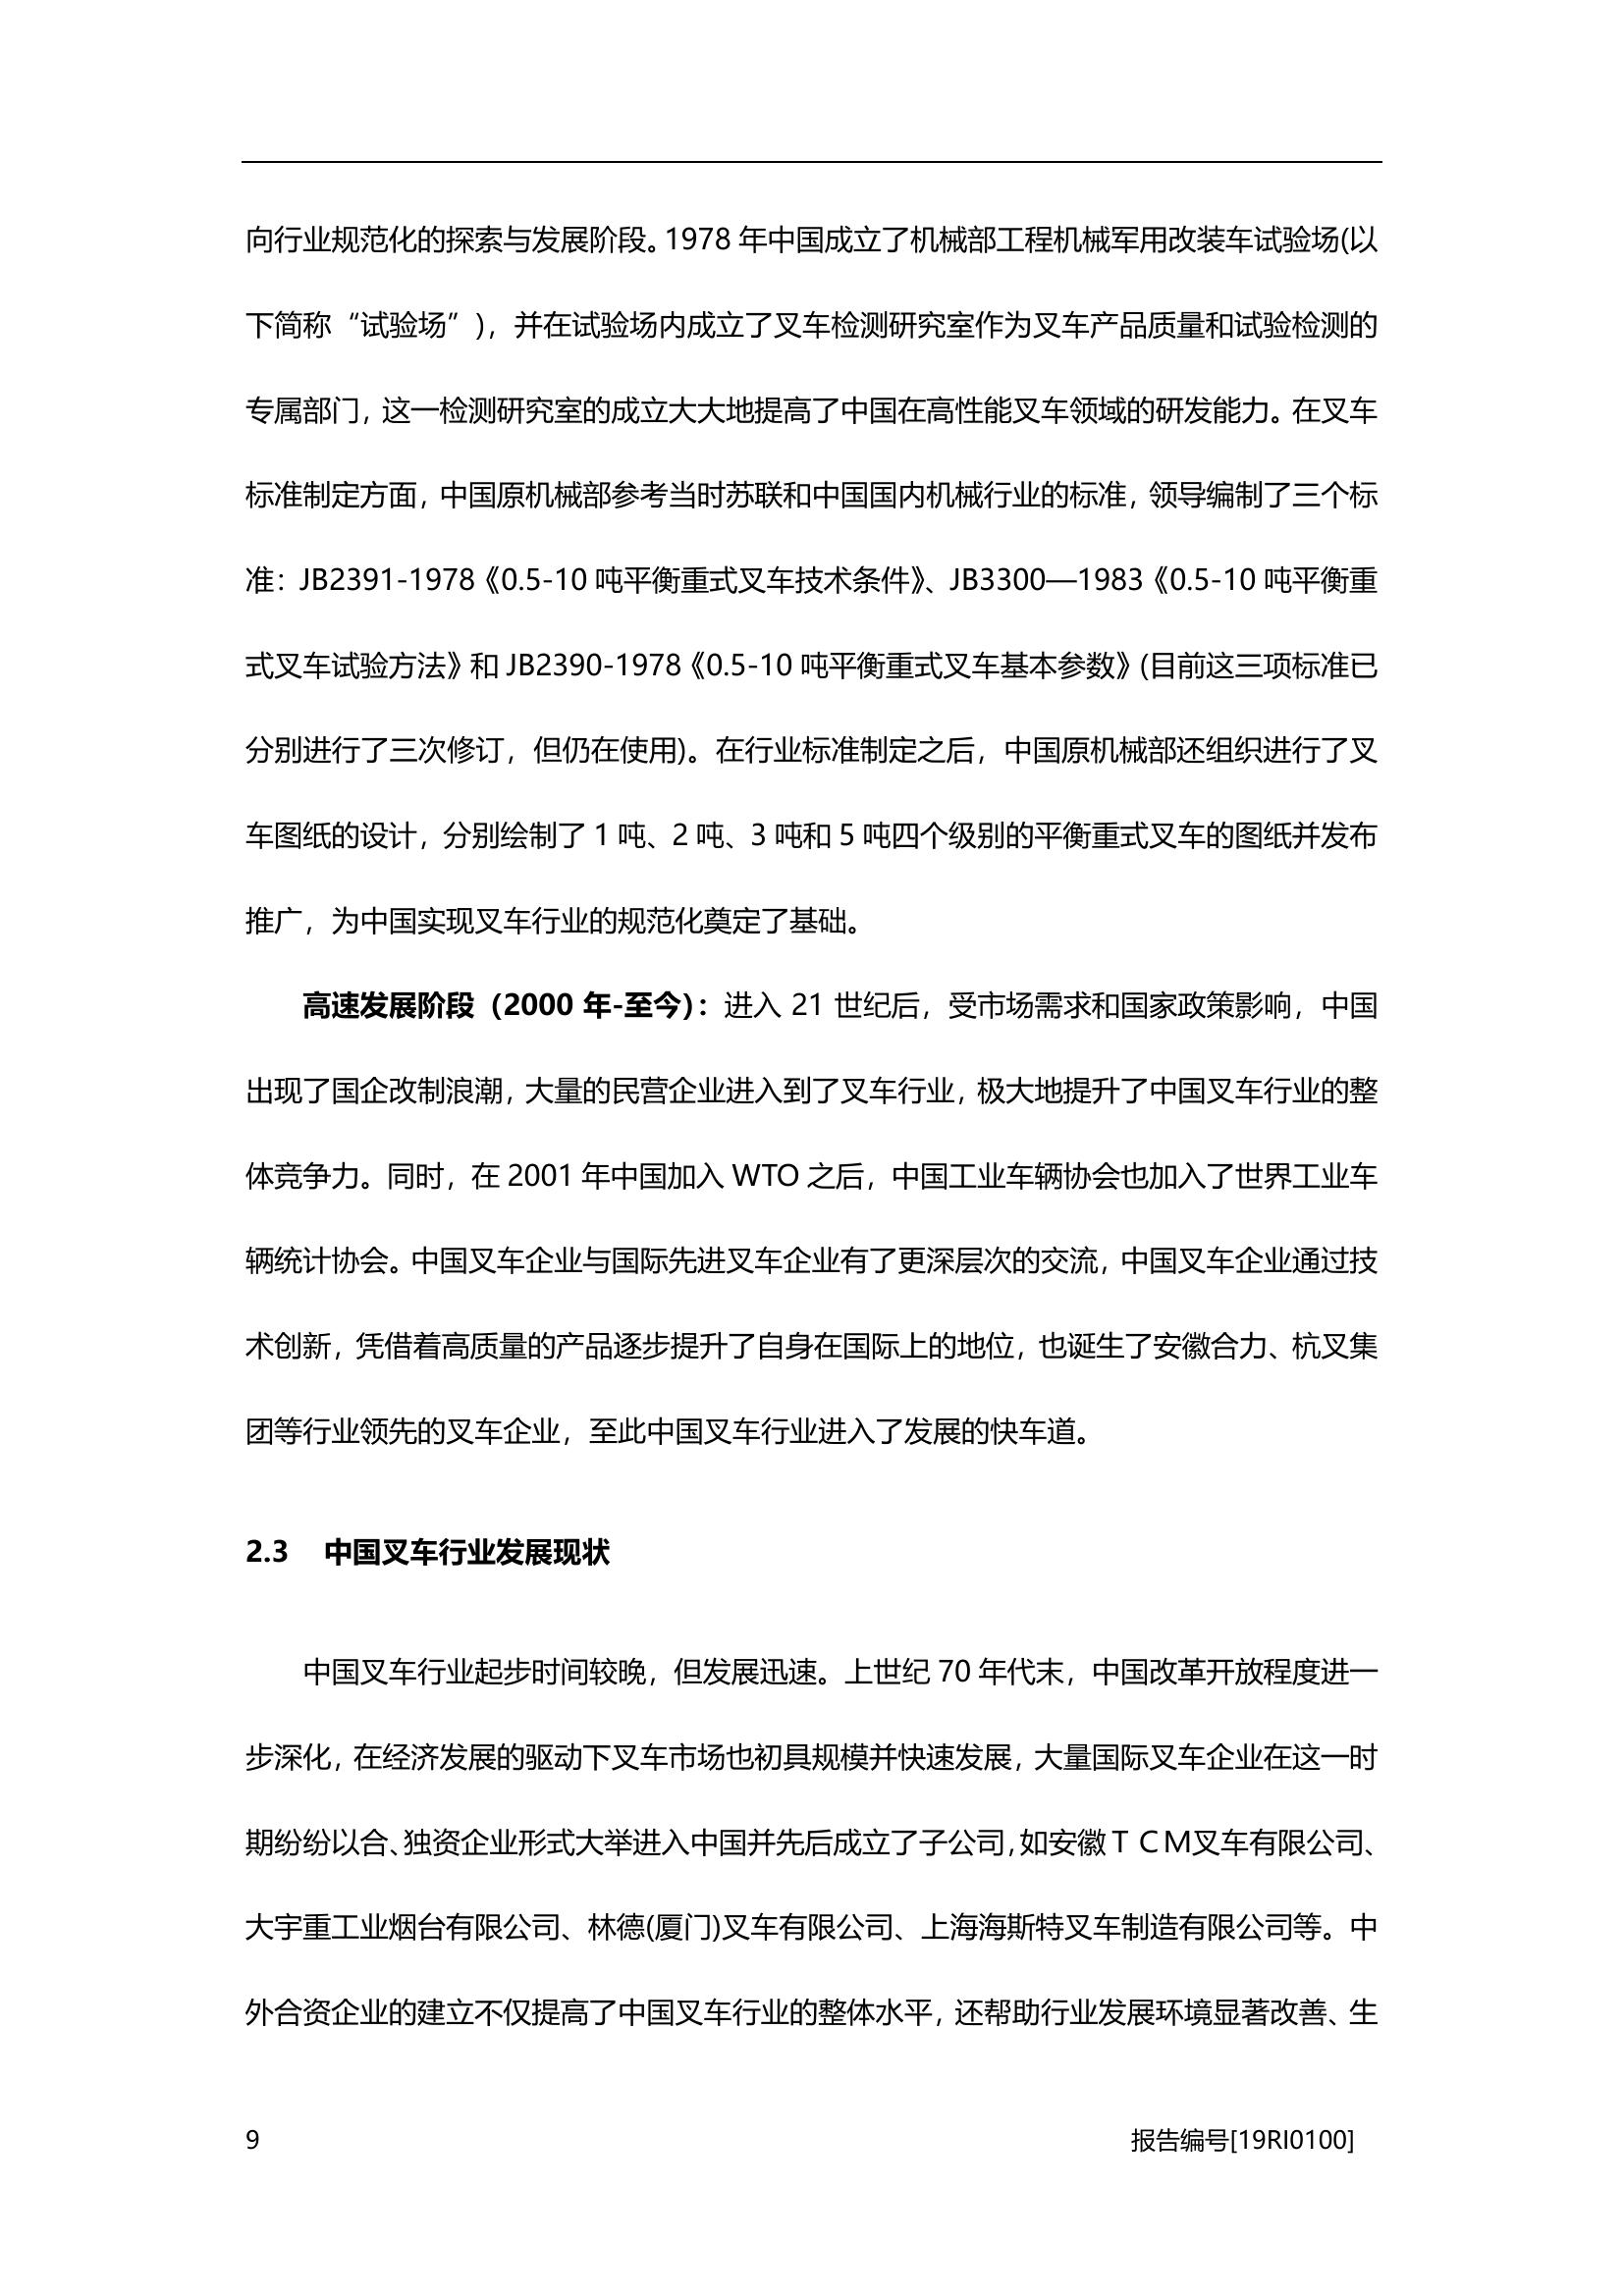 向行业规范化的探索与发展阶段。1978 年中国成立了机械部工程机械军用改装车试验场(以
下简称“试验场”)，并在试验场内成立了叉车检测研究室作为叉车产品质量和试验检测的
专属部门，这一检测研究室的成立大大地提高了中国在高性能叉车领域的研发能力。在叉车
标准制定方面，中国原机械部参考当时苏联和中国国内机械行业的标准，领导编制了三个标
准：JB2391-1978《0.5-10 吨平衡重式叉车技术条件》、JB3300—1983《0.5-10 吨平衡重
式叉车试验方法》和 JB2390-1978《0.5-10 吨平衡重式叉车基本参数》(目前这三项标准已
分别进行了三次修订，但仍在使用)。在行业标准制定之后，中国原机械部还组织进行了叉
车图纸的设计，分别绘制了 1 吨、2 吨、3 吨和 5 吨四个级别的平衡重式叉车的图纸并发布
推广，为中国实现叉车行业的规范化奠定了基础。
高速发展阶段（2000 年-至今）：进入 21 世纪后，受市场需求和国家政策影响，中国
出现了国企改制浪潮，大量的民营企业进入到了叉车行业，极大地提升了中国叉车行业的整
体竞争力。同时，在 2001 年中国加入 WTO 之后，中国工业车辆协会也加入了世界工业车
辆统计协会。中国叉车企业与国际先进叉车企业有了更深层次的交流，中国叉车企业通过技
术创新，凭借着高质量的产品逐步提升了自身在国际上的地位，也诞生了安徽合力、杭叉集
团等行业领先的叉车企业，至此中国叉车行业进入了发展的快车道。
2.3 中国叉车行业发展现状
中国叉车行业起步时间较晚，但发展迅速。上世纪 70 年代末，中国改革开放程度进一
步深化，在经济发展的驱动下叉车市场也初具规模并快速发展，大量国际叉车企业在这一时
期纷纷以合、独资企业形式大举进入中国并先后成立了子公司，如安徽ＴＣＭ叉车有限公司、
大宇重工业烟台有限公司、林德(厦门)叉车有限公司、上海海斯特叉车制造有限公司等。中
外合资企业的建立不仅提高了中国叉车行业的整体水平，还帮助行业发展环境显著改善、生
9 报告编号[19RI0100]